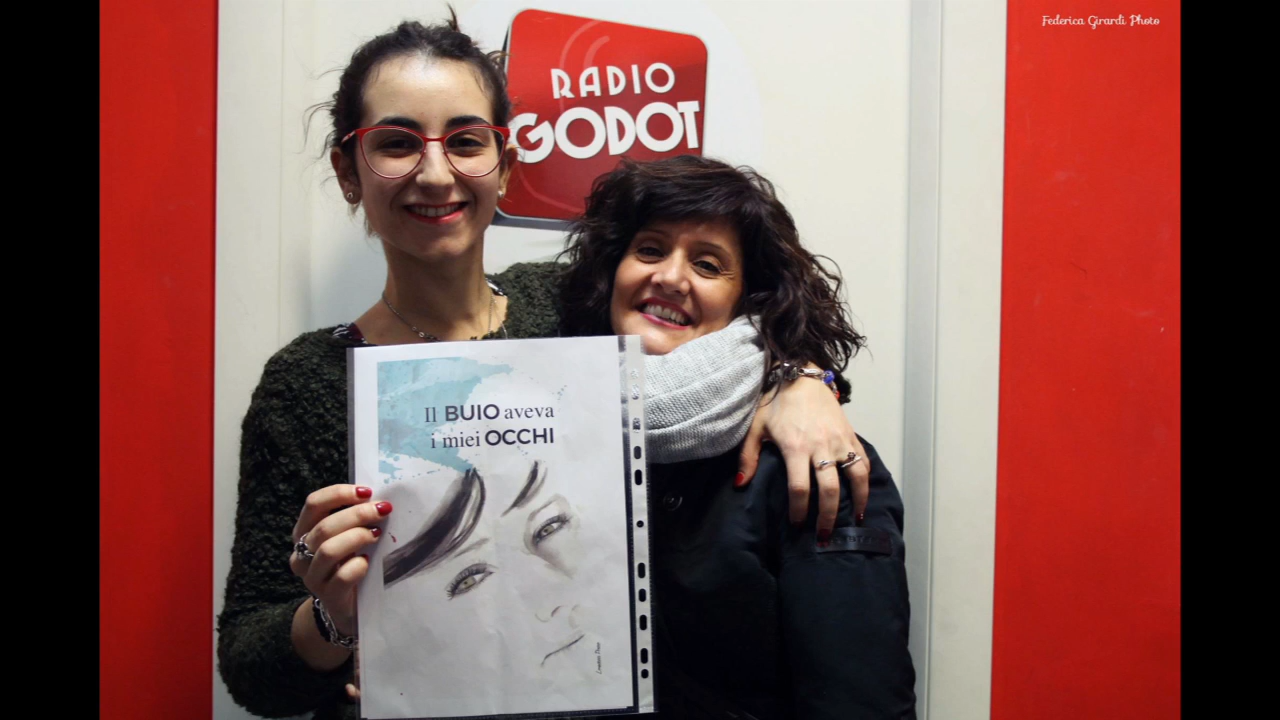 Federica Girardi Photo
RADIO
GODOT
Il BUIO aveva
i miei OCCHI